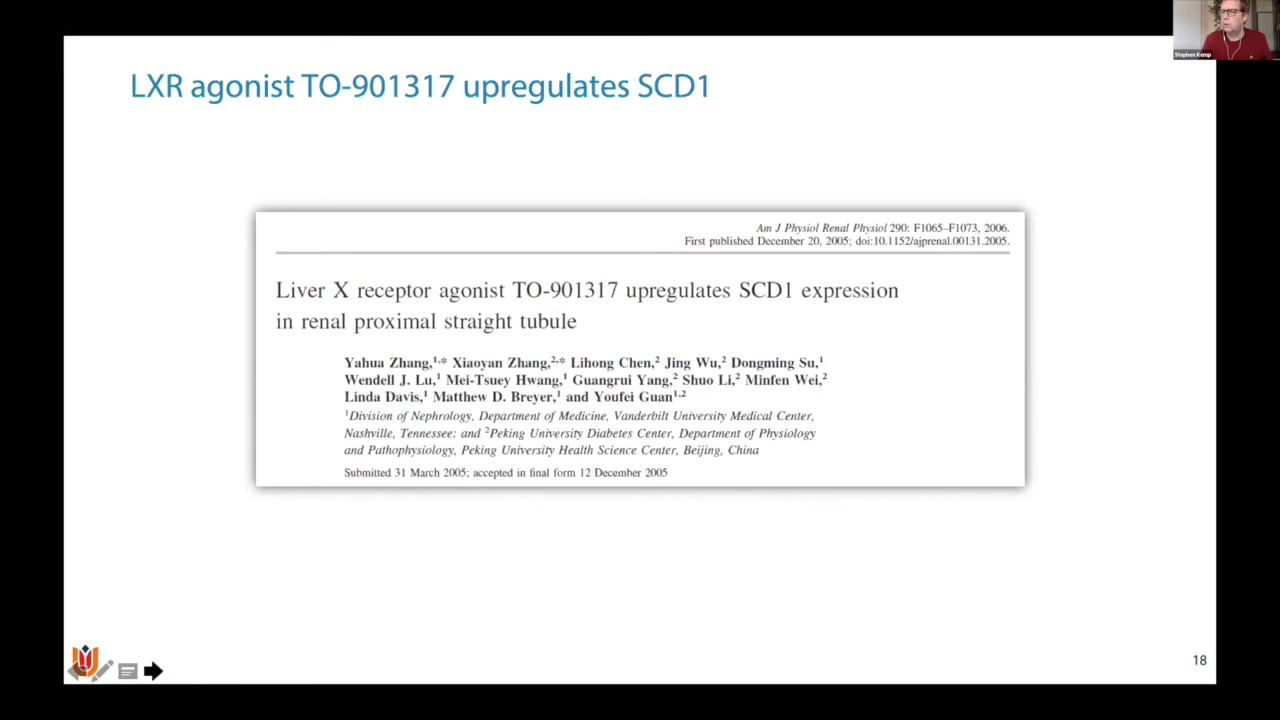 Stephen Kemp
LXR agonist TO-901317 upregulates SCD1
Am J Physiol Renal Physiol 290: F1065–F1073, 2006.
First published December 20, 2005; doi:10.1152/ajprenal.00131.2005.
Liver X receptor agonist TO-901317 upregulates SCD1 expression
in renal proximal straight tubule
Yahua Zhang,¹,* Xiaoyan Zhang,²,* Lihong Chen,² Jing Wu,² Dongming Su,¹
Wendell J. Lu,¹ Mei-Tsuey Hwang,¹ Guangrui Yang,² Shuo Li,² Minfen Wei,²
Linda Davis,¹ Matthew D. Breyer,¹ and Youfei Guan¹,²
¹Division of Nephrology, Department of Medicine, Vanderbilt University Medical Center,
Nashville, Tennessee; and ²Peking University Diabetes Center, Department of Physiology
and Pathophysiology, Peking University Health Science Center, Beijing, China
Submitted 31 March 2005; accepted in final form 12 December 2005
18